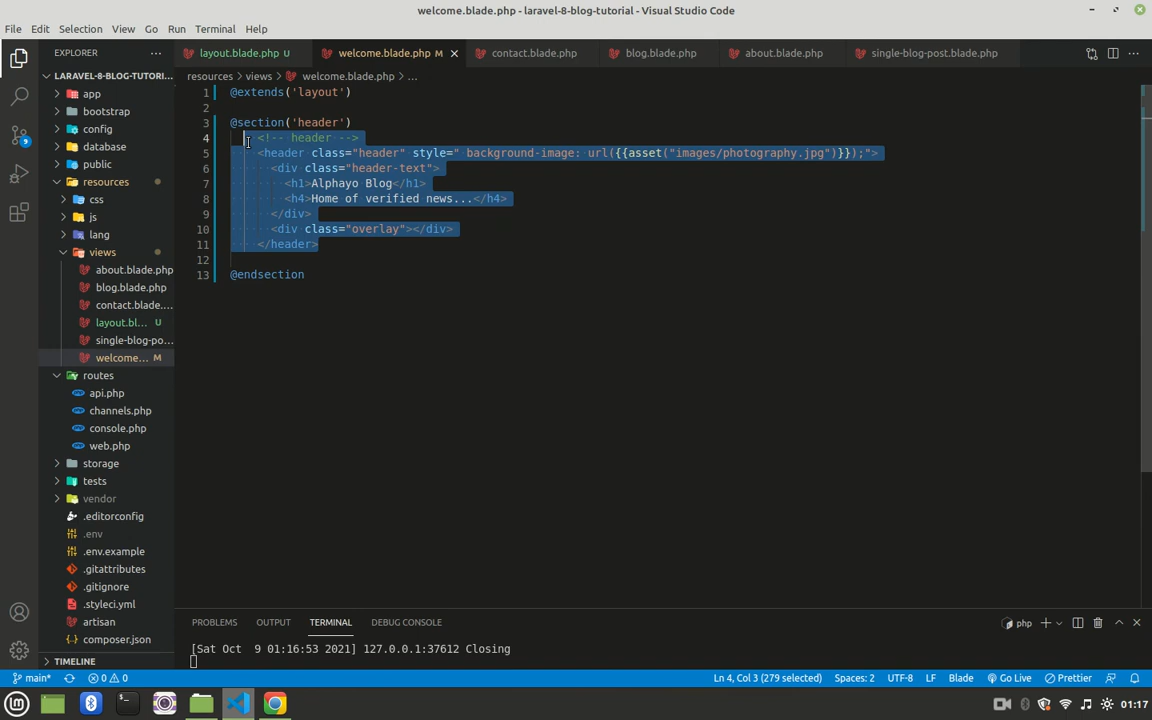 welcome.blade.php - laravel-8-blog-tutorial - Visual Studio Code
File Edit Selection View Go Run Terminal Help
EXPLORER
layout.blade.php U
welcome.blade.php M
contact.blade.php
blog.blade.php
about.blade.php
single-blog-post.blade.php
LARAVEL-8-BLOG-TUTORI...
resources > views > welcome.blade.php > ...
app
bootstrap
config
database
public
resources
css
js
lang
views
about.blade.php
blog.blade.php
contact.blade....
layout.bl... U
single-blog-po...
welcome... M
routes
api.php
channels.php
console.php
web.php
storage
tests
vendor
.editorconfig
.env
.env.example
.gitattributes
.gitignore
.styleci.yml
artisan
composer.json
TIMELINE
1 @extends('layout')
2
3 @section('header')
4 <!-- header -->
5 <header class="header" style=" background-image: url({{asset("images/photography.jpg")}});">
6 <div class="header-text">
7 <h1>Alphayo Blog</h1>
8 <h4>Home of verified news...</h4>
9 </div>
10 <div class="overlay"></div>
11 </header>
12
13 @endsection
PROBLEMS OUTPUT TERMINAL DEBUG CONSOLE
php
[Sat Oct  9 01:16:53 2021] 127.0.0.1:37612 Closing
main* 0 0
Ln 4, Col 3 (279 selected) Spaces: 2 UTF-8 LF Blade Go Live Prettier
01:17